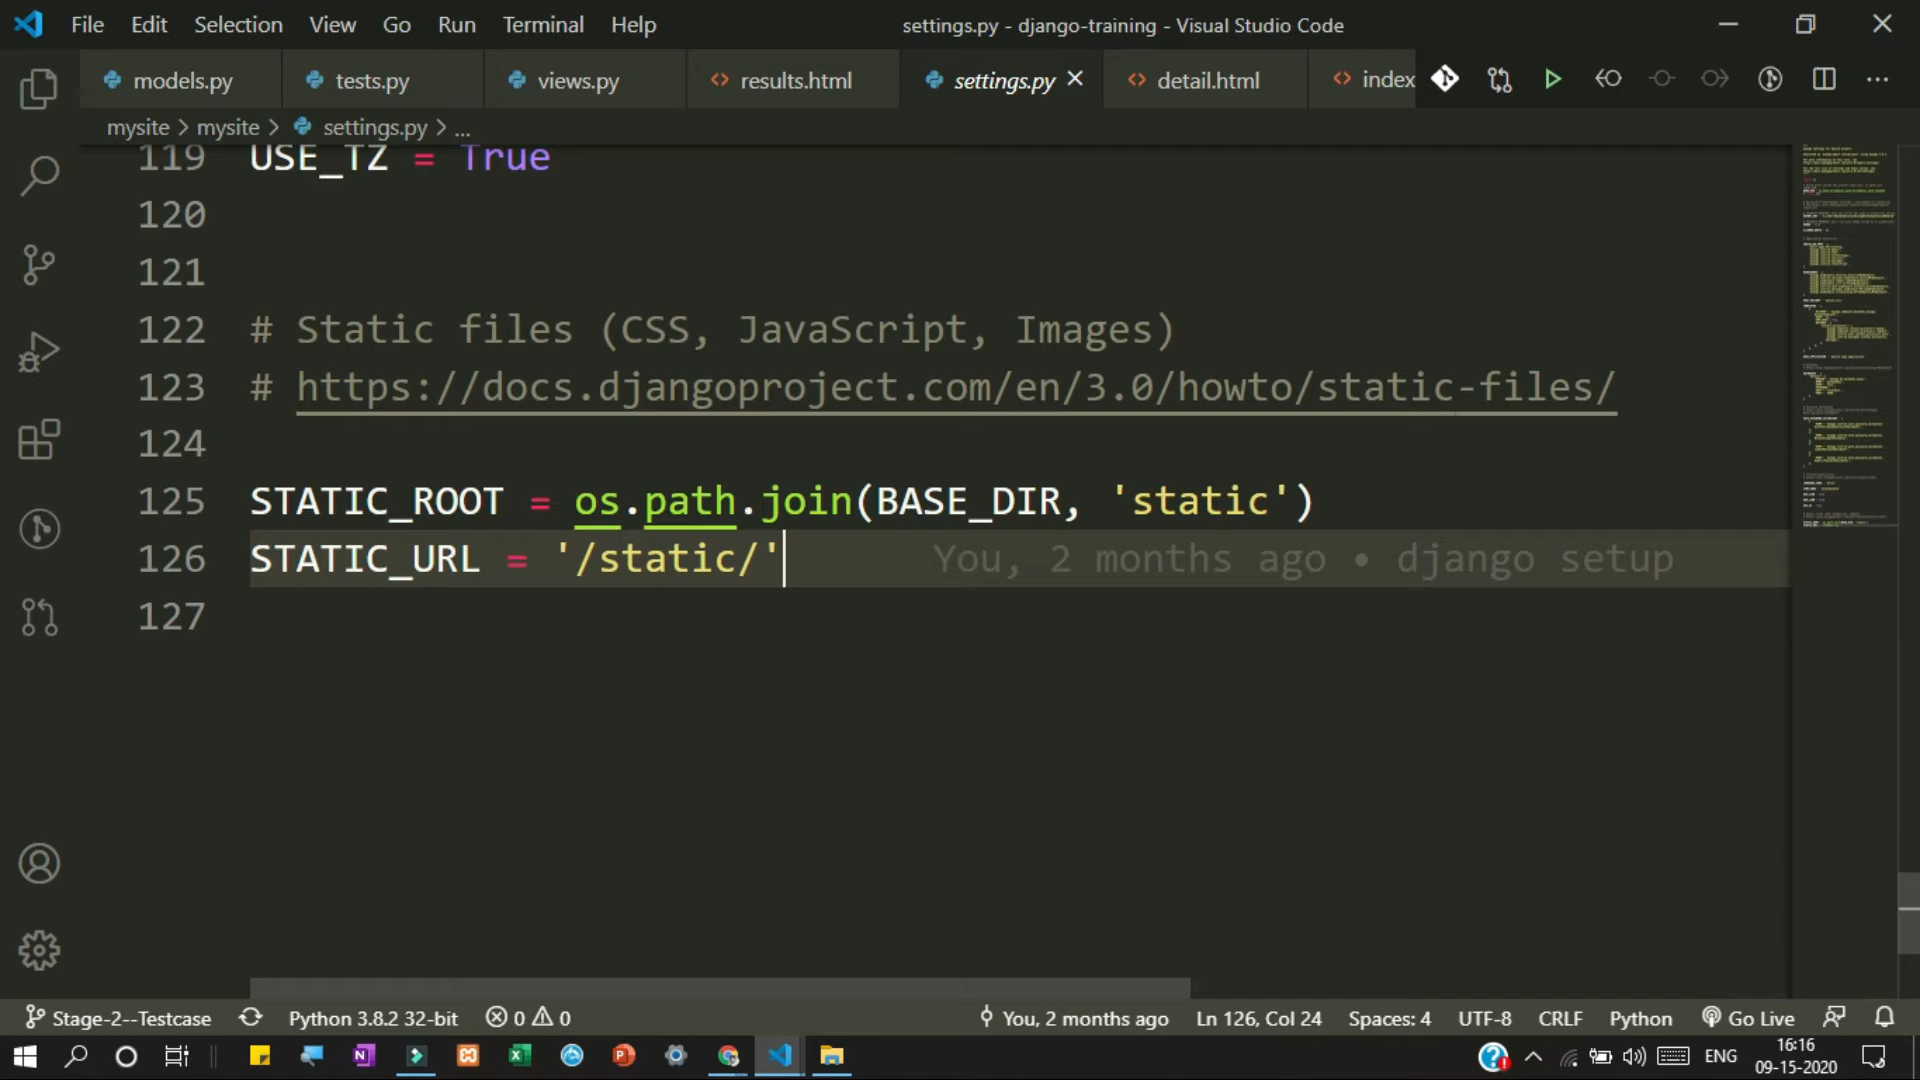 File Edit Selection View Go Run Terminal Help settings.py - django-training - Visual Studio Code
models.py tests.py views.py results.html settings.py detail.html index
mysite > mysite > settings.py > ...
119 USE_TZ = True
120
121
122 # Static files (CSS, JavaScript, Images)
123 # https://docs.djangoproject.com/en/3.0/howto/static-files/
124
125 STATIC_ROOT = os.path.join(BASE_DIR, 'static')
126 STATIC_URL = '/static/' You, 2 months ago • django setup
127
Stage-2--Testcase Python 3.8.2 32-bit 0 0 You, 2 months ago Ln 126, Col 24 Spaces: 4 UTF-8 CRLF Python Go Live
ENG 16:16
09-15-2020